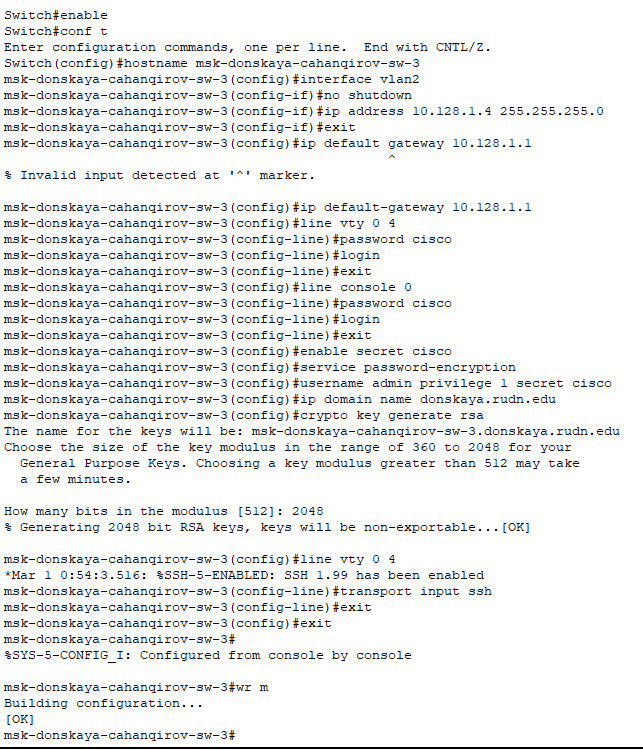 Switch#enable
Switch#conf t
Enter configuration commands, one per line.  End with CNTL/Z.
Switch(config)#hostname msk-donskaya-cahanqirov-sw-3
msk-donskaya-cahanqirov-sw-3(config)#interface vlan2
msk-donskaya-cahanqirov-sw-3(config-if)#no shutdown
msk-donskaya-cahanqirov-sw-3(config-if)#ip address 10.128.1.4 255.255.255.0
msk-donskaya-cahanqirov-sw-3(config-if)#exit
msk-donskaya-cahanqirov-sw-3(config)#ip default gateway 10.128.1.1
^
% Invalid input detected at '^' marker.
msk-donskaya-cahanqirov-sw-3(config)#ip default-gateway 10.128.1.1
msk-donskaya-cahanqirov-sw-3(config)#line vty 0 4
msk-donskaya-cahanqirov-sw-3(config-line)#password cisco
msk-donskaya-cahanqirov-sw-3(config-line)#login
msk-donskaya-cahanqirov-sw-3(config-line)#exit
msk-donskaya-cahanqirov-sw-3(config)#line console 0
msk-donskaya-cahanqirov-sw-3(config-line)#password cisco
msk-donskaya-cahanqirov-sw-3(config-line)#login
msk-donskaya-cahanqirov-sw-3(config-line)#exit
msk-donskaya-cahanqirov-sw-3(config)#enable secret cisco
msk-donskaya-cahanqirov-sw-3(config)#service password-encryption
msk-donskaya-cahanqirov-sw-3(config)#username admin privilege 1 secret cisco
msk-donskaya-cahanqirov-sw-3(config)#ip domain name donskaya.rudn.edu
msk-donskaya-cahanqirov-sw-3(config)#crypto key generate rsa
The name for the keys will be: msk-donskaya-cahanqirov-sw-3.donskaya.rudn.edu
Choose the size of the key modulus in the range of 360 to 2048 for your
General Purpose Keys. Choosing a key modulus greater than 512 may take
a few minutes.
How many bits in the modulus [512]: 2048
% Generating 2048 bit RSA keys, keys will be non-exportable...[OK]
msk-donskaya-cahanqirov-sw-3(config)#line vty 0 4
*Mar 1 0:54:3.516: %SSH-5-ENABLED: SSH 1.99 has been enabled
msk-donskaya-cahanqirov-sw-3(config-line)#transport input ssh
msk-donskaya-cahanqirov-sw-3(config-line)#exit
msk-donskaya-cahanqirov-sw-3(config)#exit
msk-donskaya-cahanqirov-sw-3#
%SYS-5-CONFIG_I: Configured from console by console
msk-donskaya-cahanqirov-sw-3#wr m
Building configuration...
[OK]
msk-donskaya-cahanqirov-sw-3#